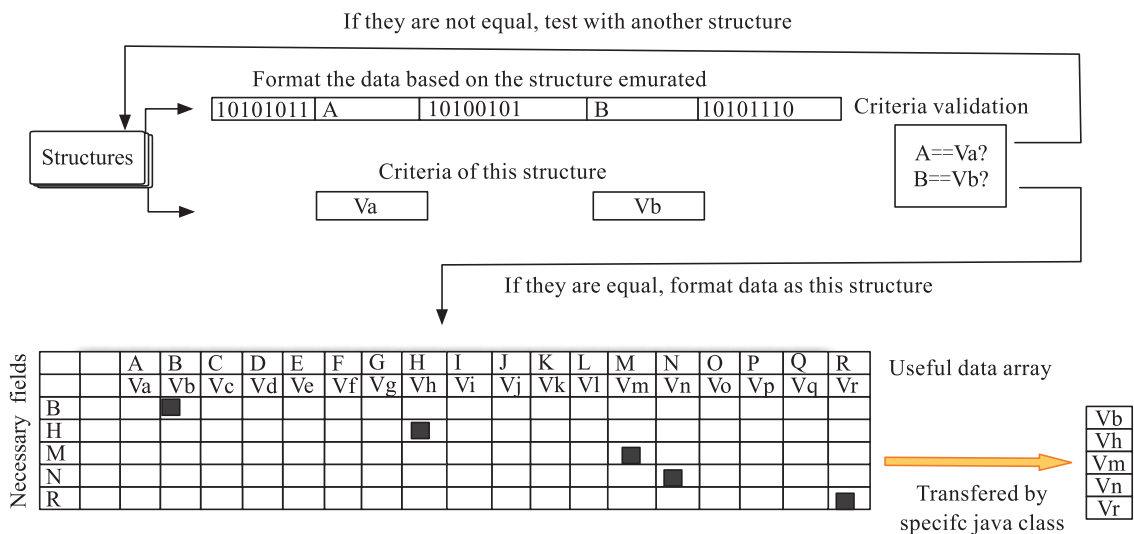 If they are not equal, test with another structure
Format the data based on the structure emurated
10101011 A 10100101 B 10101110
Criteria validation
Structures
A==Va?
B==Vb?
Criteria of this structure
Va Vb
If they are equal, format data as this structure
Necessary fields
A B C D E F G H I J K L M N O P Q R
Va Vb Vc Vd Ve Vf Vg Vh Vi Vj Vk Vl Vm Vn Vo Vp Vq Vr
B
H
M
N
R
Useful data array
Vb
Vh
Vm
Vn
Vr
Transfered by
specifc java class